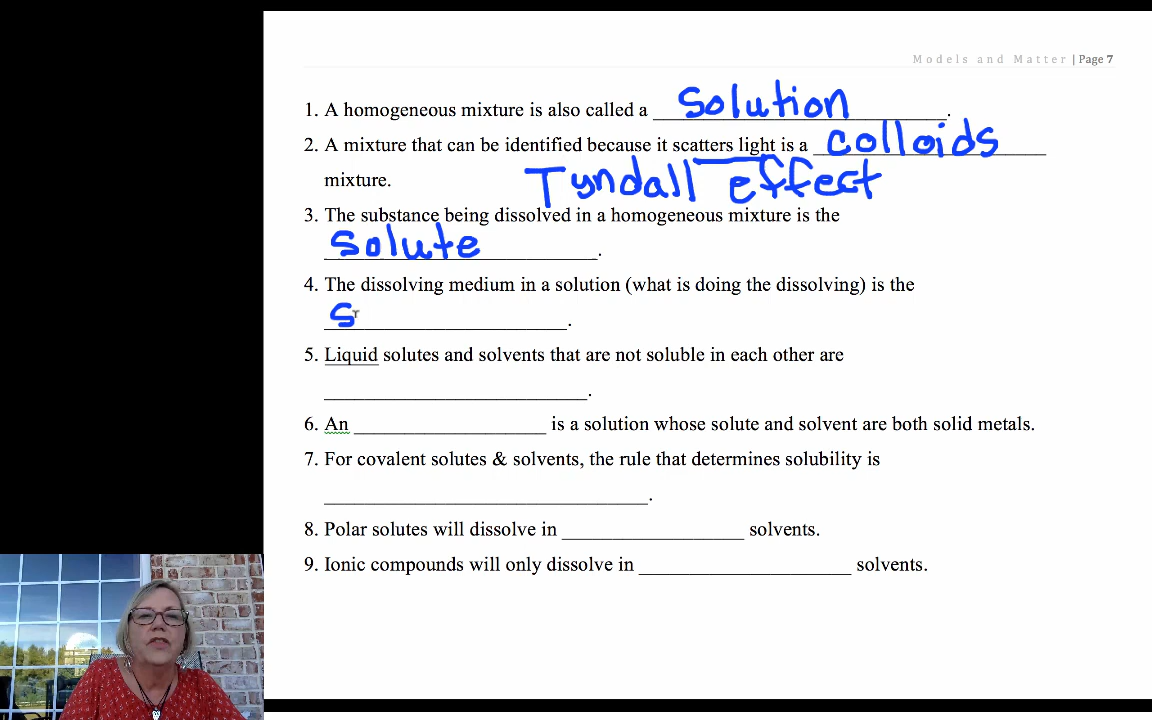 Models and Matter | Page 7
1. A homogeneous mixture is also called a solution.
2. A mixture that can be identified because it scatters light is a colloids
mixture. Tyndall effect
3. The substance being dissolved in a homogeneous mixture is the
solute.
4. The dissolving medium in a solution (what is doing the dissolving) is the
S.
5. Liquid solutes and solvents that are not soluble in each other are
____________________.
6. An ____________________ is a solution whose solute and solvent are both solid metals.
7. For covalent solutes & solvents, the rule that determines solubility is
____________________.
8. Polar solutes will dissolve in ____________________ solvents.
9. Ionic compounds will only dissolve in ____________________ solvents.